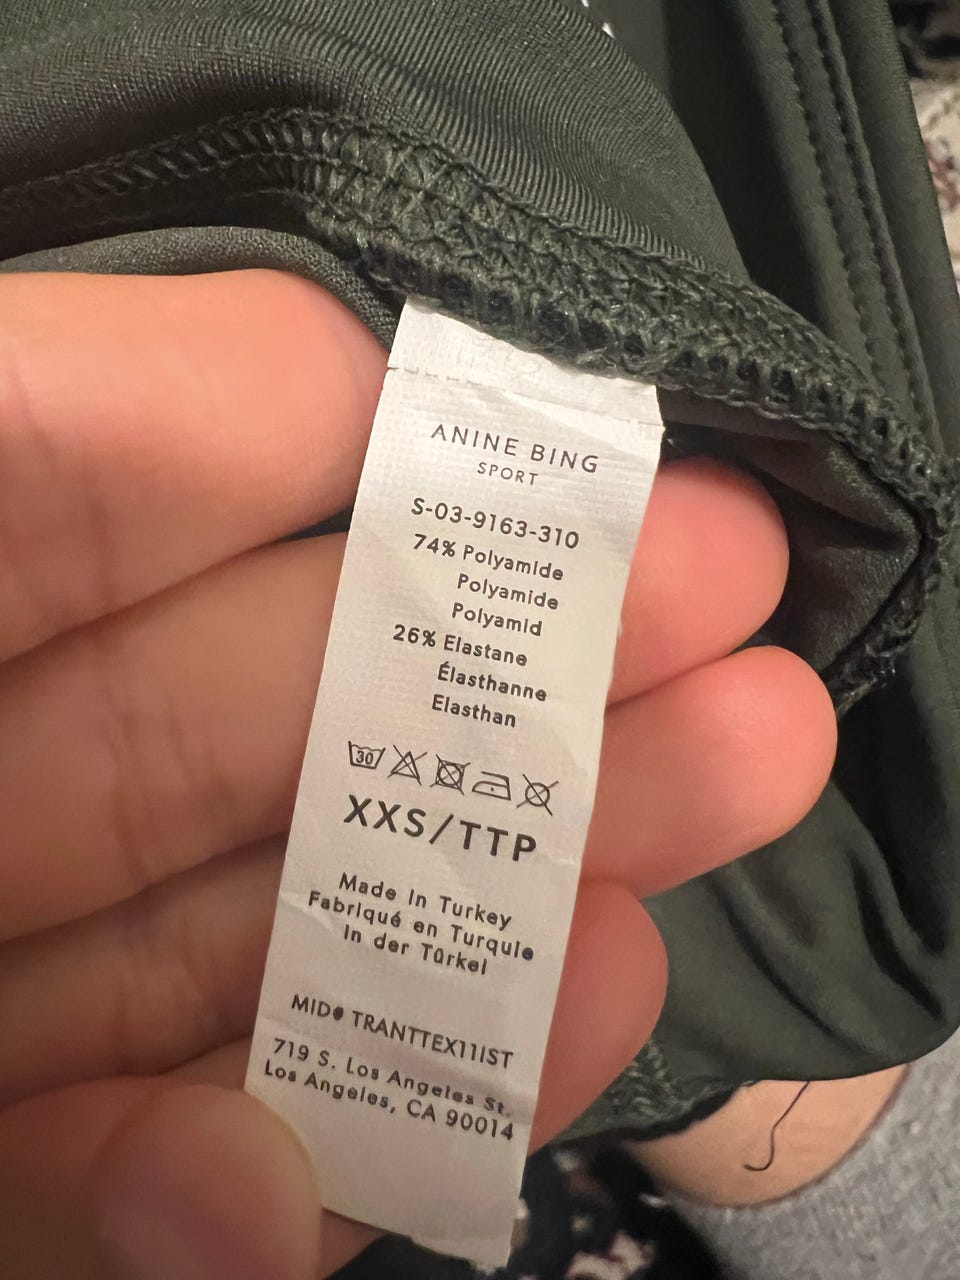 ANINE BING
SPORT
S-03-9163-310
74% Polyamide
Polyamide
Polyamid
26% Elastane
Élasthanne
Elasthan
30
XXS/TTP
Made in Turkey
Fabriqué en Turquie
In der Türkei
MID# TRANTTEX111IST
719 S. Los Angeles St.
Los Angeles, CA 90014